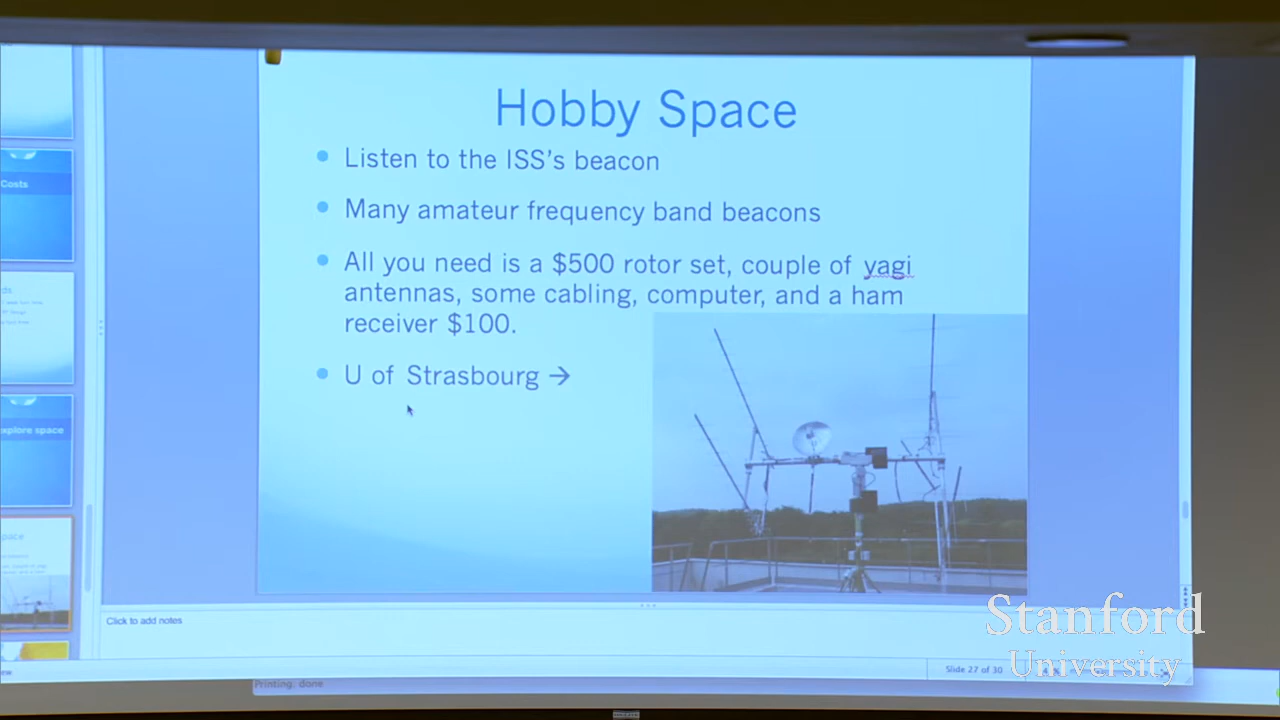 Hobby Space
Listen to the ISS's beacon
Many amateur frequency band beacons
All you need is a $500 rotor set, couple of yagi
antennas, some cabling, computer, and a ham
receiver $100.
U of Strasbourg →
Costs
explore space
Click to add notes
Slide 27 of 30
Printing: done
Stanford
University